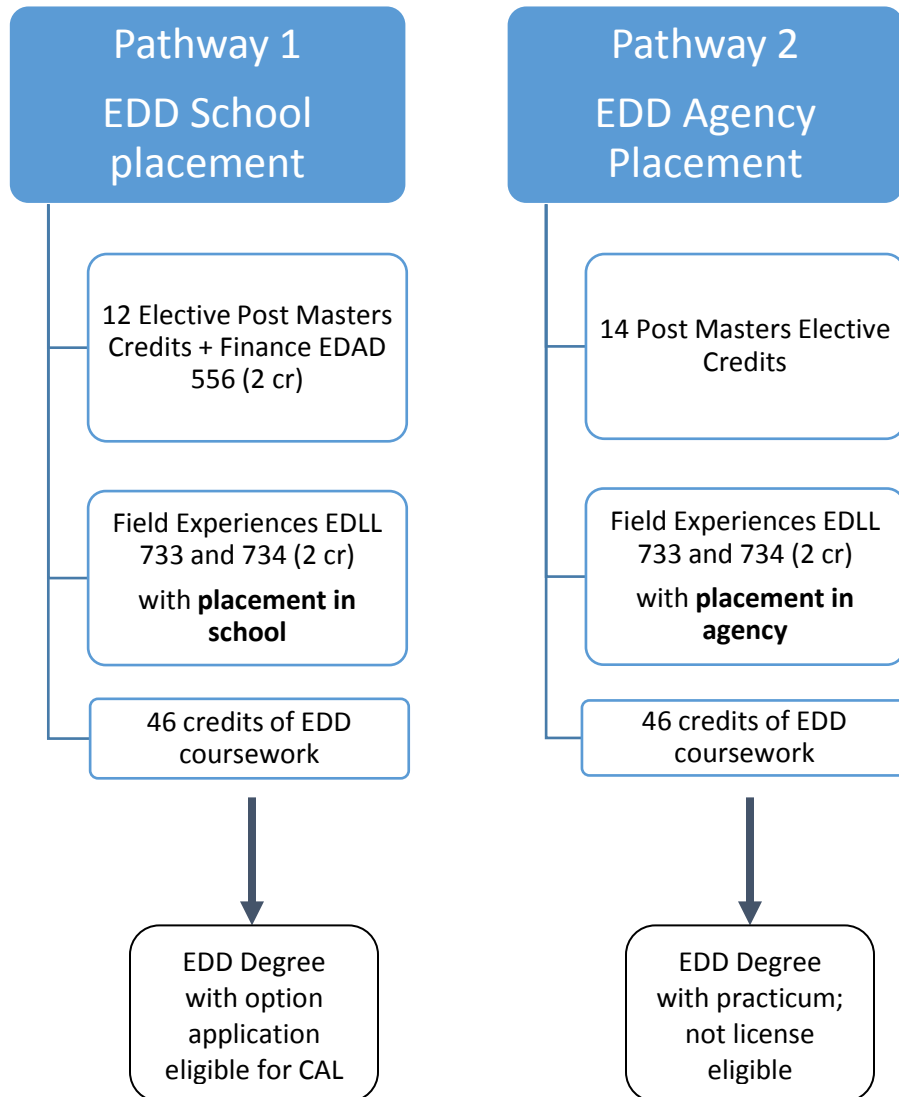 Pathway 1
EDD School
placement
12 Elective Post Masters
Credits + Finance EDAD
556 (2 cr)
Field Experiences EDLL
733 and 734 (2 cr)
with placement in
school
46 credits of EDD
coursework
EDD Degree
with option
application
eligible for CAL
Pathway 2
EDD Agency
Placement
14 Post Masters Elective
Credits
Field Experiences EDLL
733 and 734 (2 cr)
with placement in
agency
46 credits of EDD
coursework
EDD Degree
with practicum;
not license
eligible